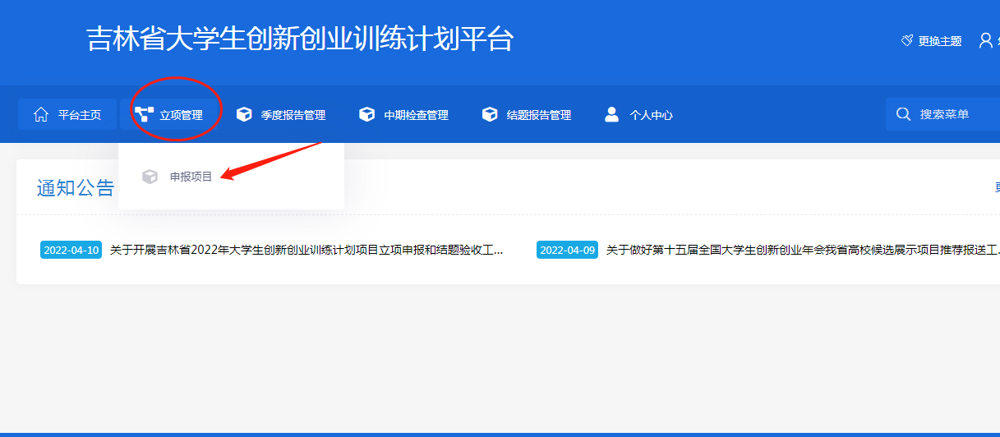 吉林省大学生创新创业训练计划平台
更换主题
平台主页 立项管理 季度报告管理 中期检查管理 结题报告管理 个人中心 搜索菜单
申报项目
通知公告
2022-04-10 关于开展吉林省2022年大学生创新创业训练计划项目立项申报和结题验收工... 2022-04-09 关于做好第十五届全国大学生创新创业年会我省高校候选展示项目推荐报送工...